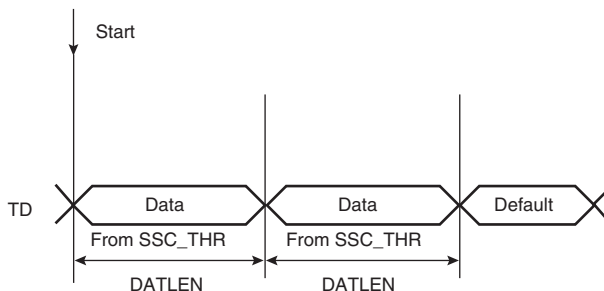 Start
TD
Data
Data
Default
From SSC_THR
From SSC_THR
DATLEN
DATLEN